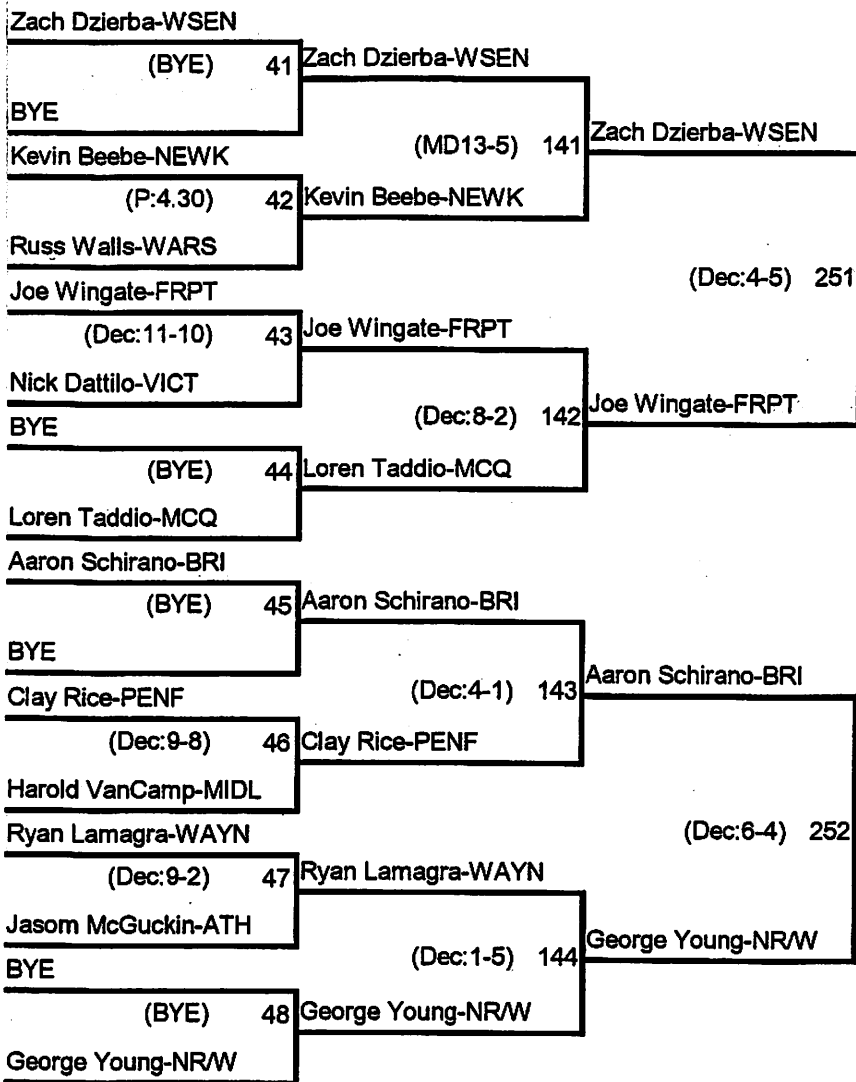 Zach Dzierba-WSEN
(BYE) 41 Zach Dzierba-WSEN
BYE
(MD13-5) 141 Zach Dzierba-WSEN
Kevin Beebe-NEWK
(P:4.30) 42 Kevin Beebe-NEWK
Russ Walls-WARS
(Dec:4-5) 251
Joe Wingate-FRPT
(Dec:11-10) 43 Joe Wingate-FRPT
Nick Dattilo-VICT
(Dec:8-2) 142 Joe Wingate-FRPT
BYE
(BYE) 44 Loren Taddio-MCQ
Loren Taddio-MCQ
Aaron Schirano-BRI
(BYE) 45 Aaron Schirano-BRI
BYE
(Dec:4-1) 143 Aaron Schirano-BRI
Clay Rice-PENF
(Dec:9-8) 46 Clay Rice-PENF
Harold VanCamp-MIDL
(Dec:6-4) 252
Ryan Lamagra-WAYN
(Dec:9-2) 47 Ryan Lamagra-WAYN
Jasom McGuckin-ATH
(Dec:1-5) 144 George Young-NR/W
BYE
(BYE) 48 George Young-NR/W
George Young-NR/W